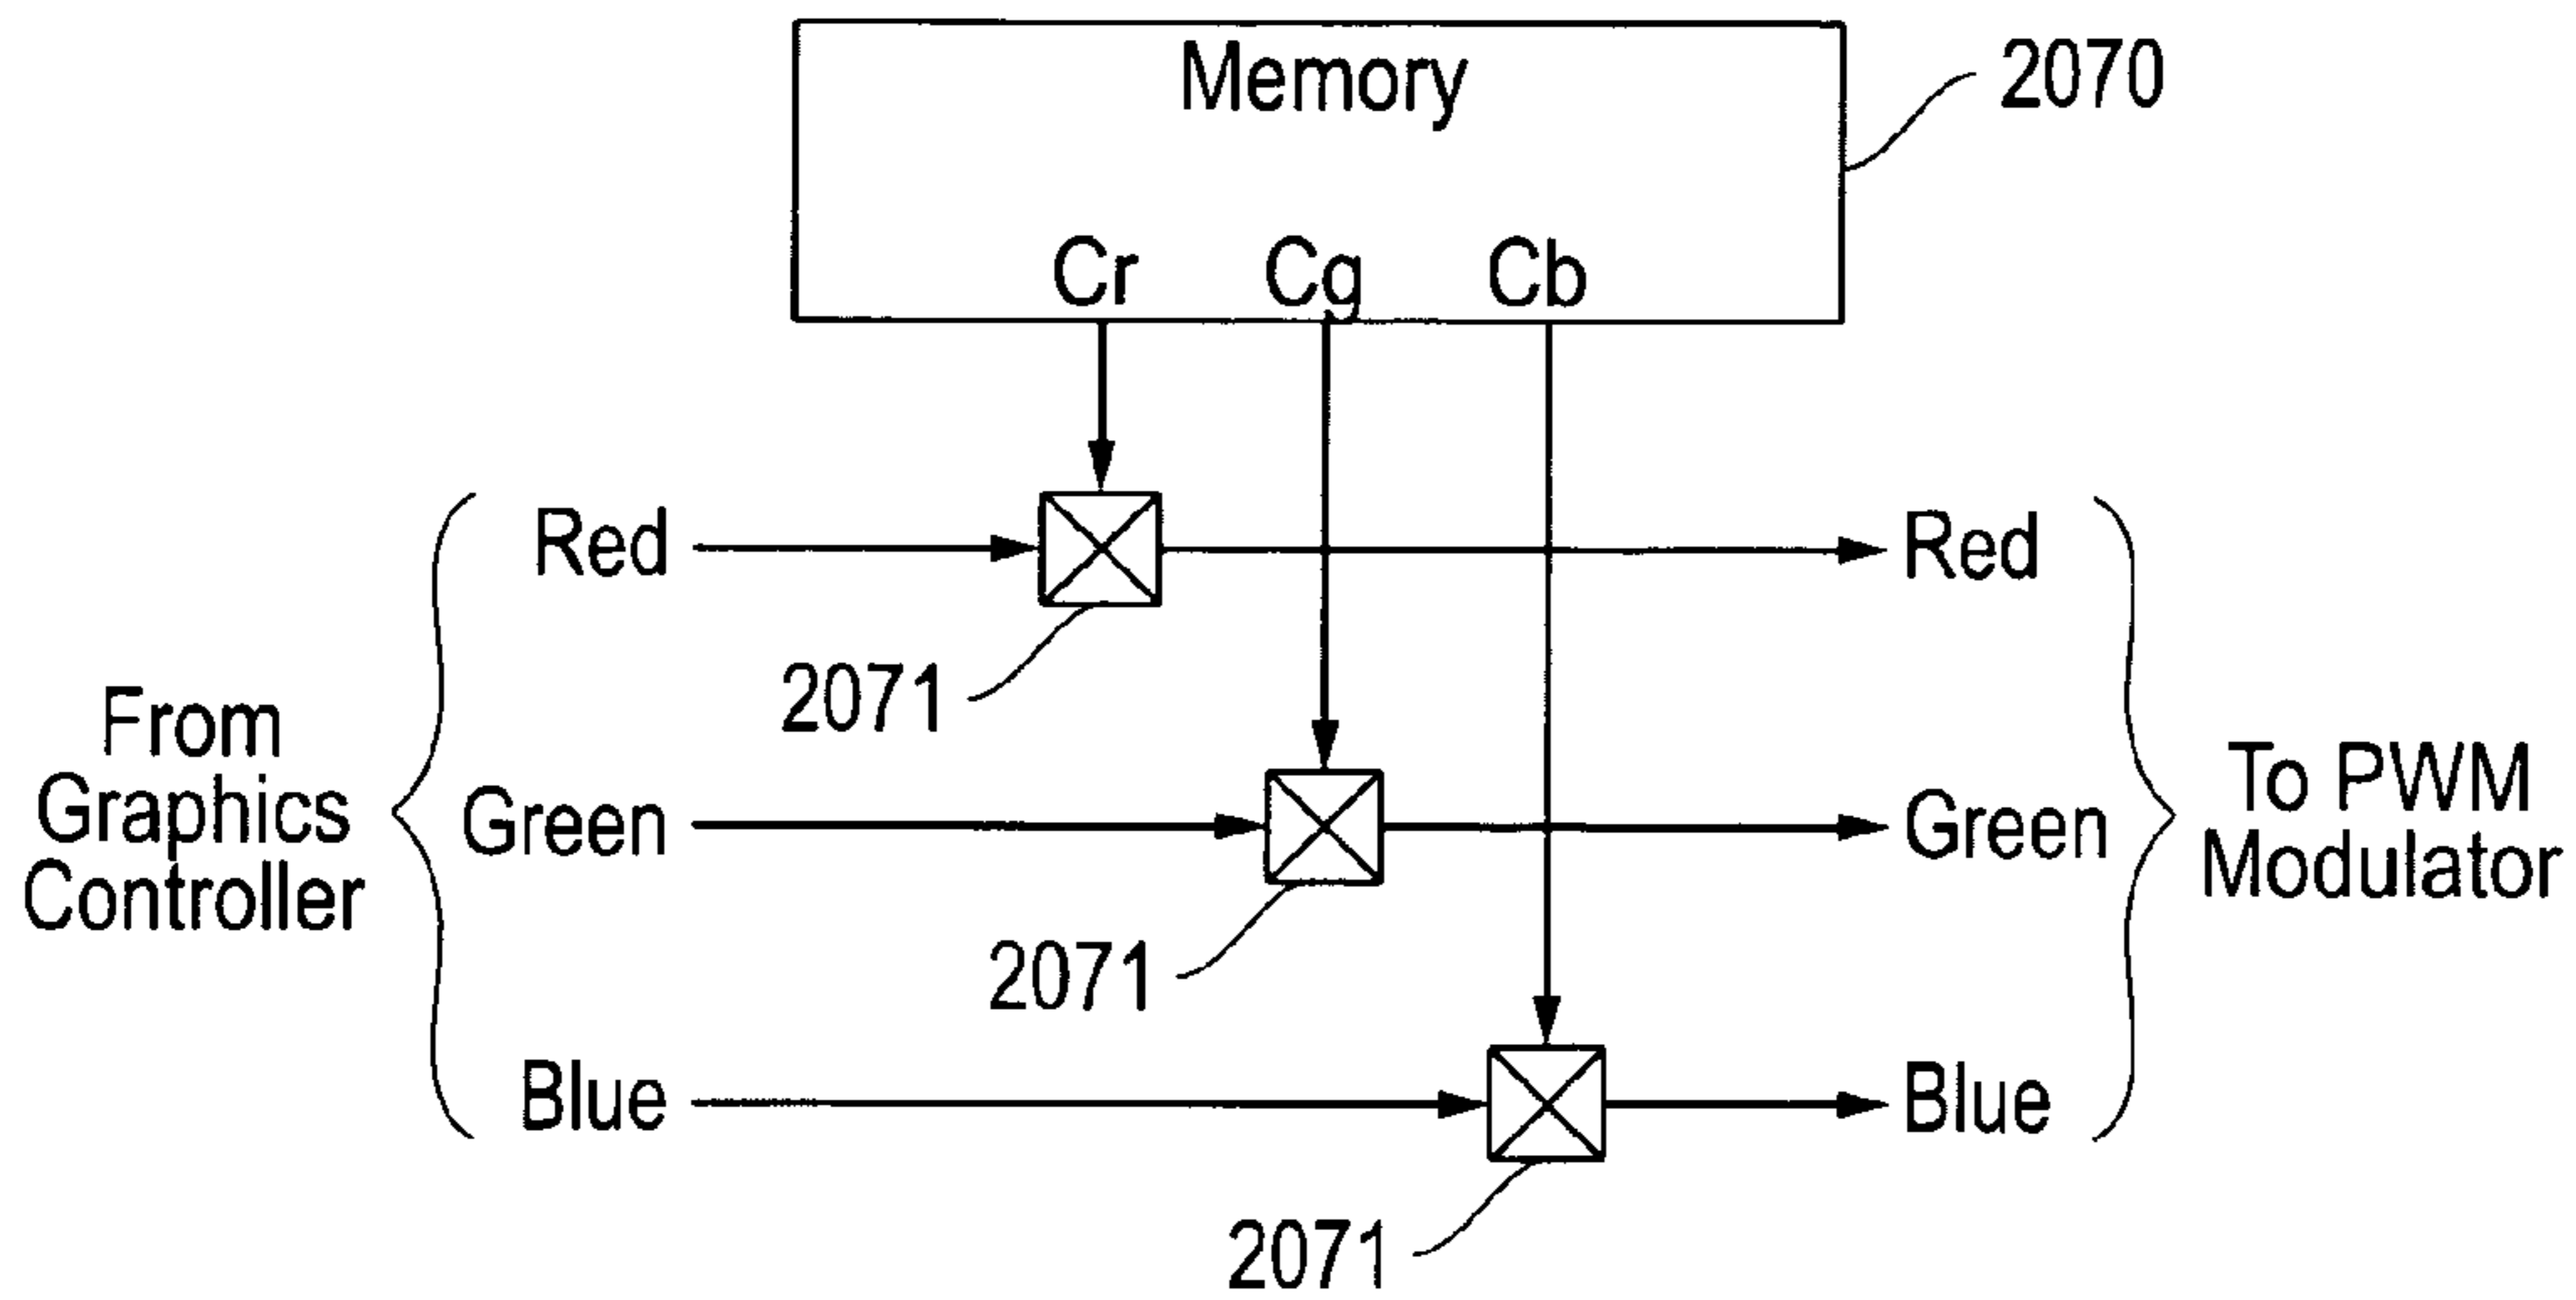 Memory
2070
Cr Cg Cb
Red
Red
2071
From
Graphics
Controller
Green
Green
To PWM
Modulator
2071
Blue
Blue
2071